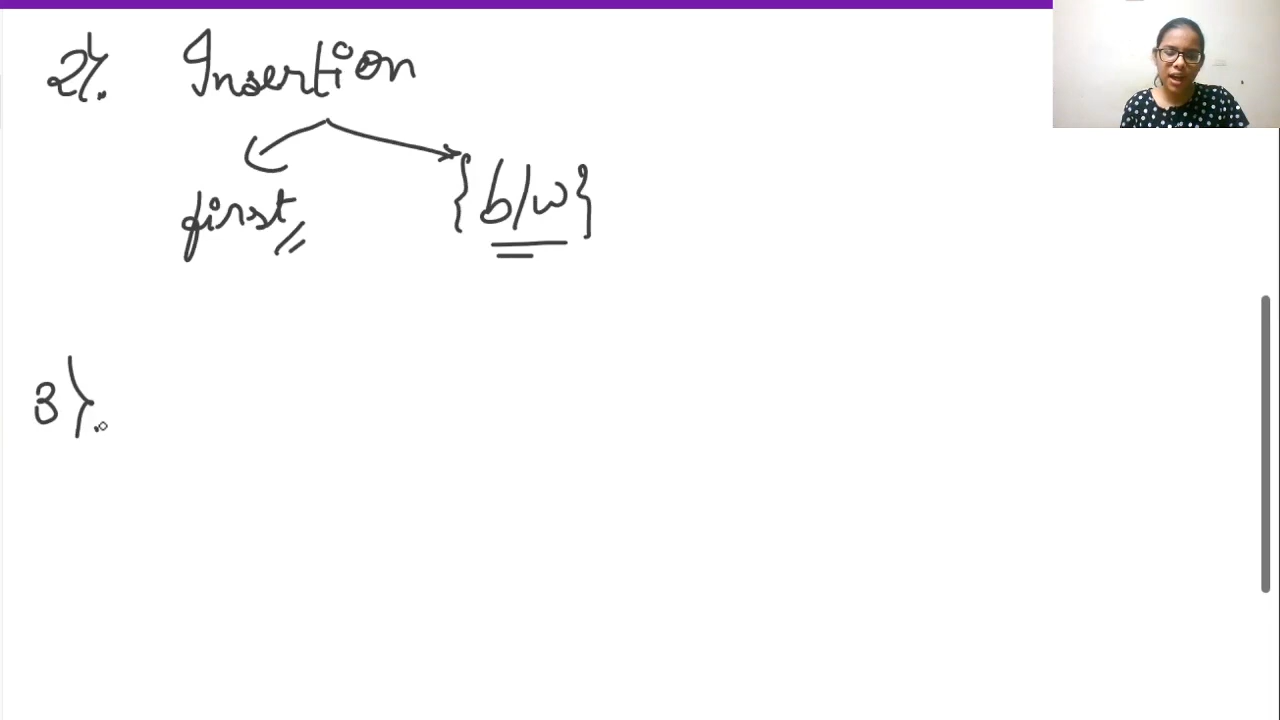 2). Insertion
first {b/w}
3).